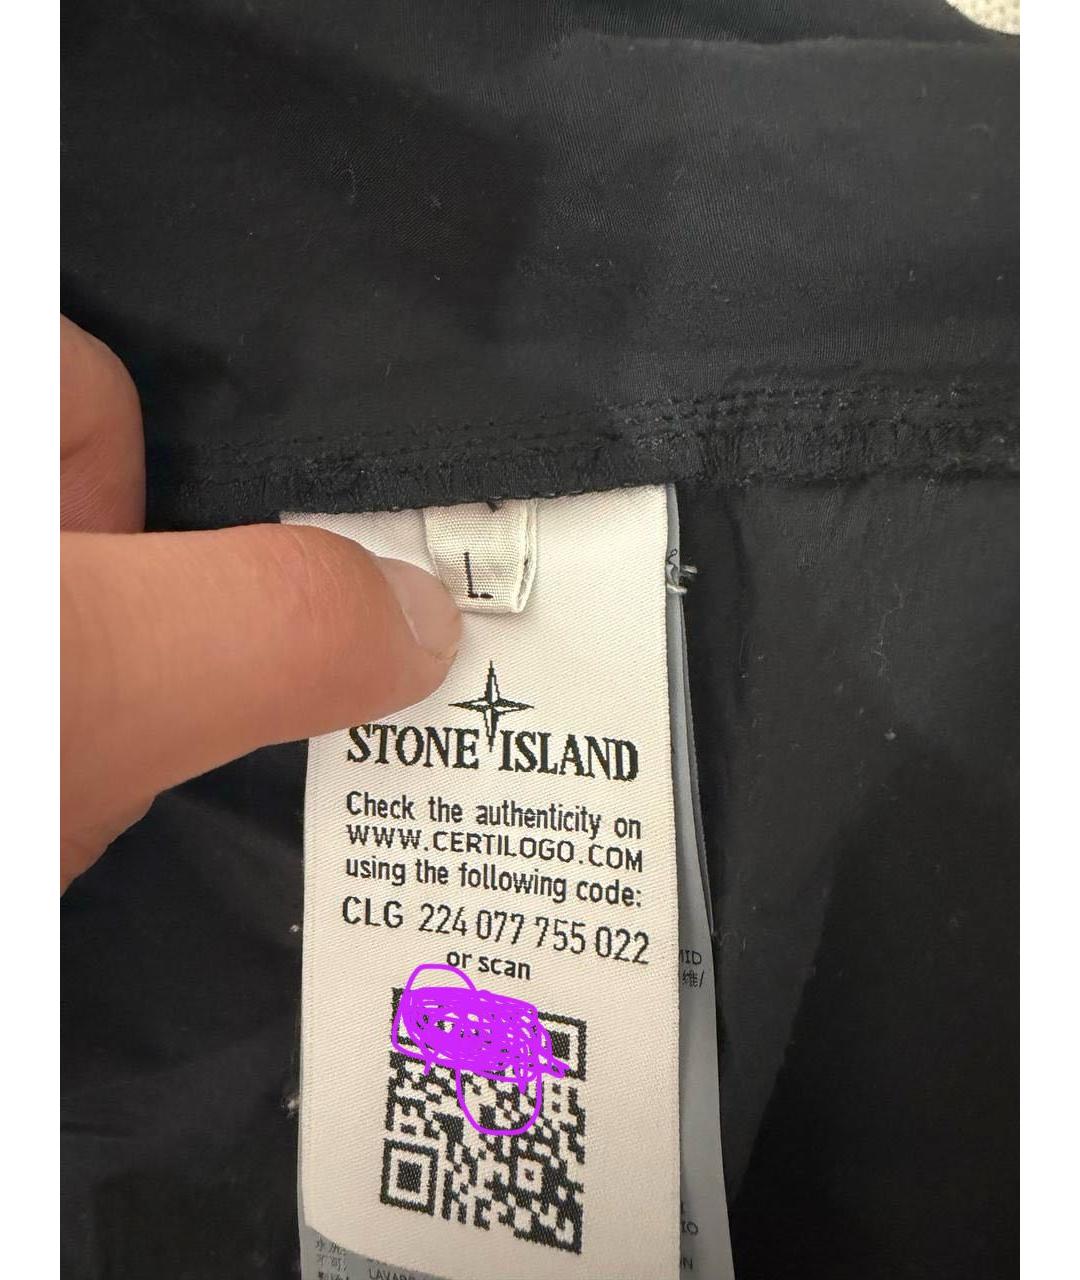 L
STONE ISLAND
Check the authenticity on
WWW.CERTILOGO.COM
using the following code:
CLG 224 077 755 022
or scan